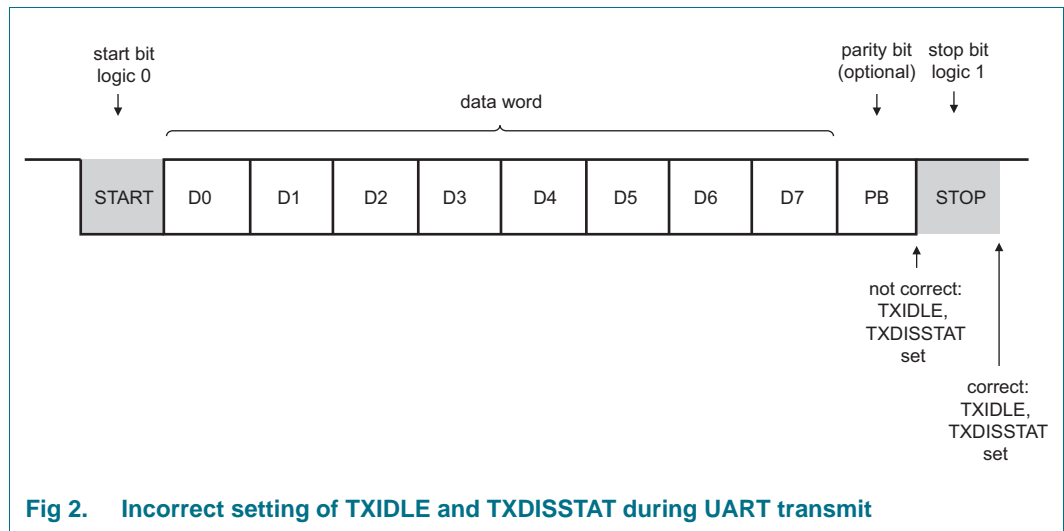 start bit
logic 0
parity bit
(optional)
stop bit
logic 1
data word
START D0 D1 D2 D3 D4 D5 D6 D7 PB STOP
not correct:
TXIDLE,
TXDISSTAT
set
correct:
TXIDLE,
TXDISSTAT
set
Fig 2. Incorrect setting of TXIDLE and TXDISSTAT during UART transmit